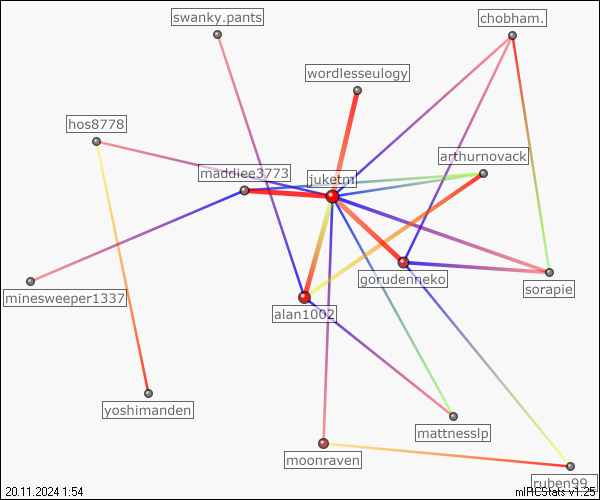 swanky.pants
chobham.
wordlesseulogy
hos8778
arthurnovack
maddiee3773
juketm
gorudenneko
sorapie
minesweeper1337
alan1002
yoshimanden
mattnesslp
moonraven
ruben99
20.11.2024 1:54
mIRCStats v1.25